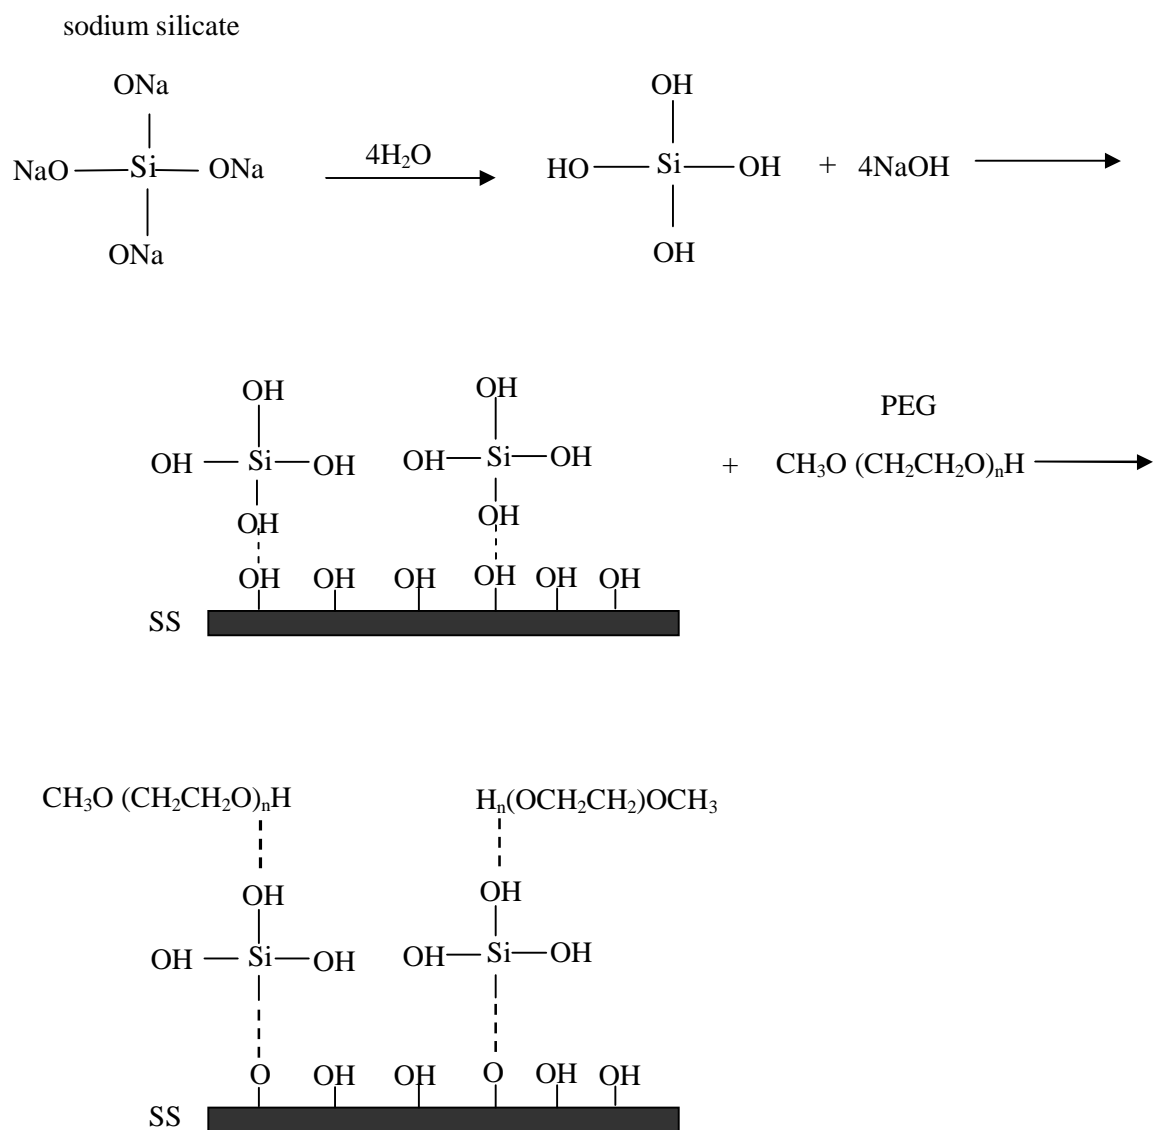 sodium silicate
ONa
OH
4H₂O
NaO Si ONa
HO Si OH + 4NaOH
ONa
OH
OH OH
PEG
OH Si OH OH Si OH + CH₃O (CH₂CH₂O)ₙH
OH OH
OH OH OH OH OH OH
SS
CH₃O (CH₂CH₂O)ₙH Hₙ(OCH₂CH₂)OCH₃
OH OH
OH Si OH OH Si OH
O OH OH O OH OH
SS